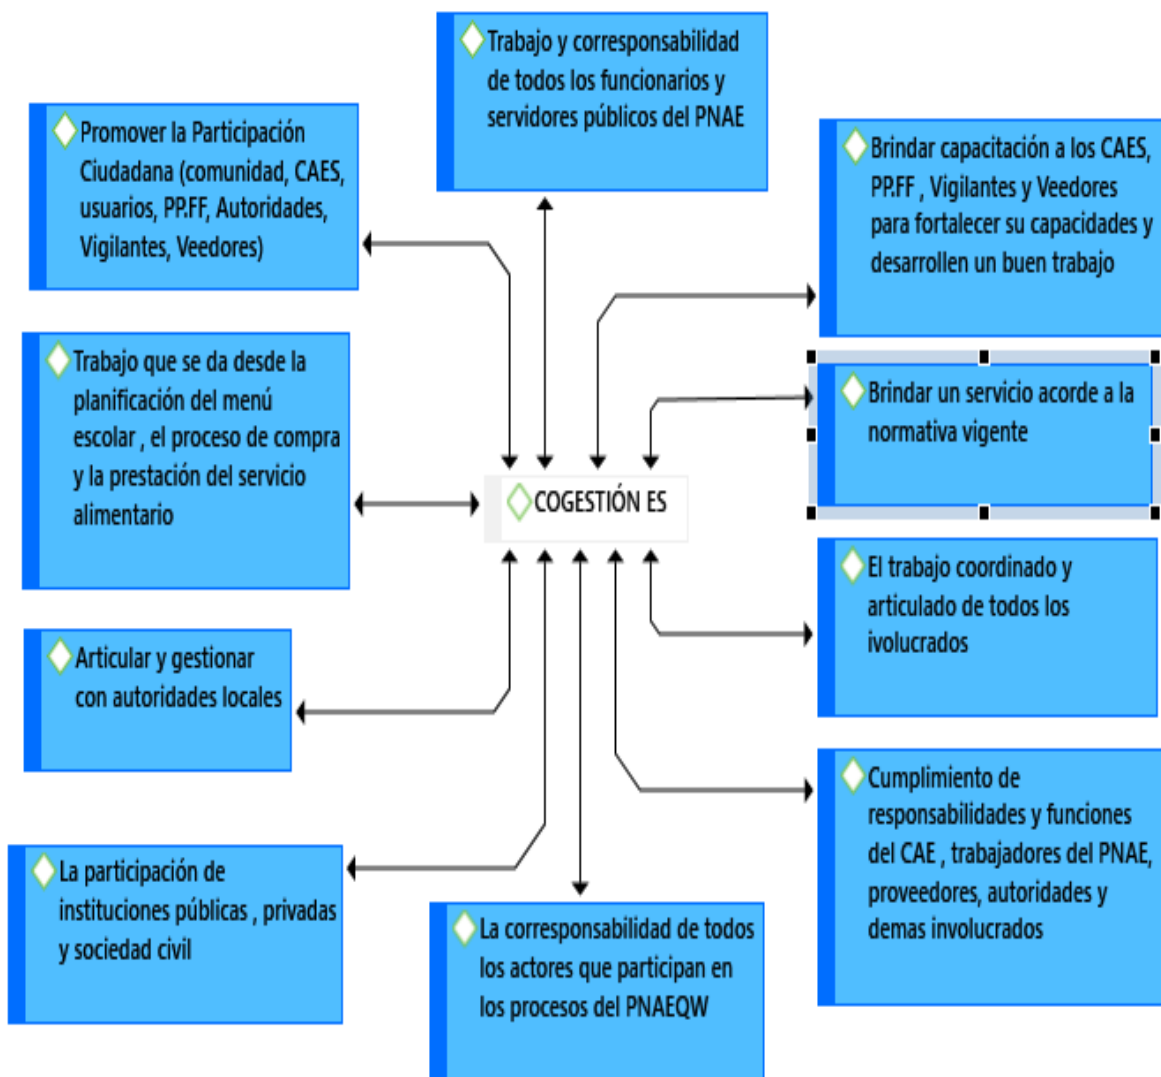 Trabajo y corresponsabilidad
de todos los funcionarios y
servidores públicos del PNAE
Promover la Participación
Ciudadana (comunidad, CAES,
usuarios, PP.FF, Autoridades,
Vigilantes, Veedores)
Brindar capacitación a los CAES,
PP.FF , Vigilantes y Veedores
para fortalecer su capacidades y
desarrollen un buen trabajo
Trabajo que se da desde la
planificación del menú
escolar , el proceso de compra
y la prestación del servicio
alimentario
Brindar un servicio acorde a la
normativa vigente
COGESTIÓN ES
El trabajo coordinado y
articulado de todos los
ivolucrados
Articular y gestionar
con autoridades locales
Cumplimiento de
responsabilidades y funciones
del CAE , trabajadores del PNAE,
proveedores, autoridades y
demas involucrados
La participación de
instituciones públicas , privadas
y sociedad civil
La corresponsabilidad de todos
los actores que participan en
los procesos del PNAEQW